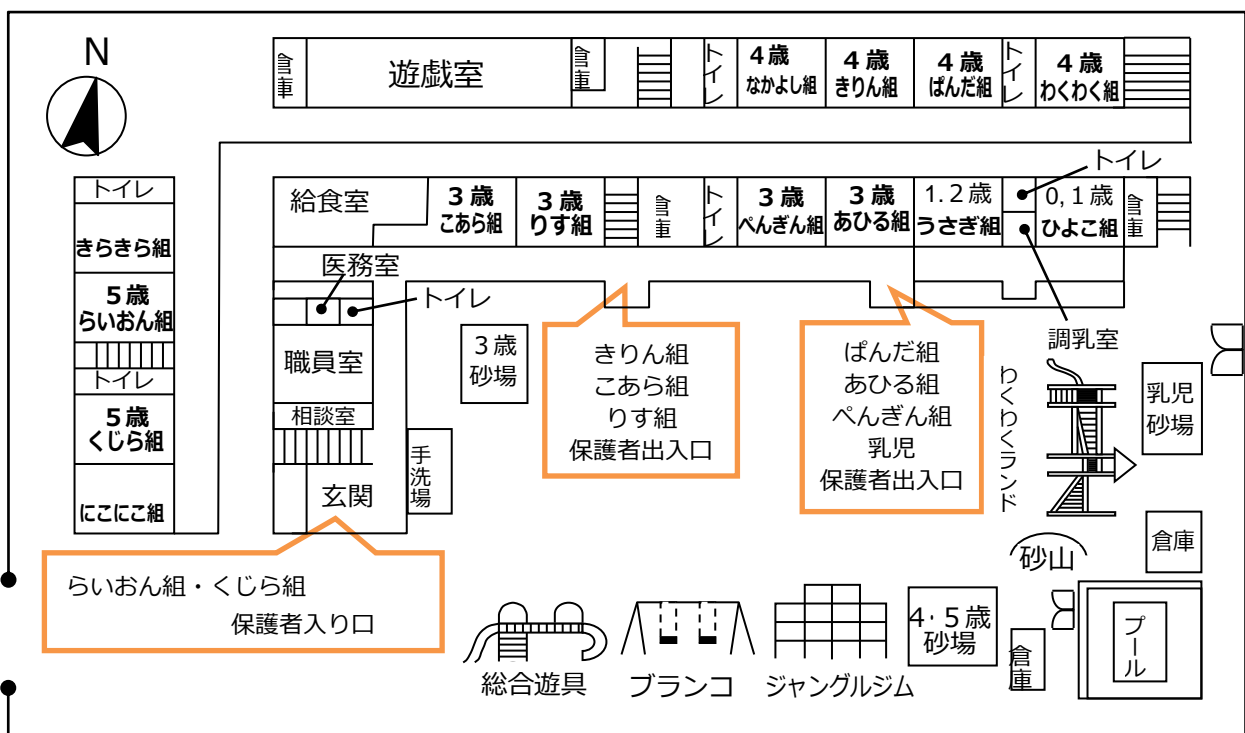 N
倉庫
遊戯室
倉庫
トイレ
4歳
なかよし組
4歳
きりん組
4歳
ぱんだ組
トイレ
4歳
わくわく組
トイレ
きらきら組
5歳
らいおん組
トイレ
5歳
くじら組
にこにこ組
給食室
3歳
こあら組
3歳
りす組
倉庫
トイレ
3歳
ぺんぎん組
3歳
あひる組
1.2歳
うさぎ組
トイレ
0,1歳
ひよこ組
倉庫
医務室
トイレ
職員室
相談室
玄関
手洗場
3歳
砂場
きりん組
こあら組
りす組
保護者出入口
ぱんだ組
あひる組
ぺんぎん組
乳児
保護者出入口
調乳室
わくわくランド
乳児
砂場
らいおん組・くじら組
保護者入り口
砂山
倉庫
総合遊具
ブランコ
ジャングルジム
4・5歳
砂場
倉庫
プール